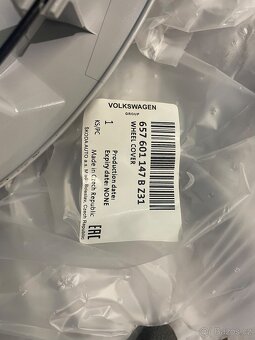 VOLKSWAGEN
GROUP
657 601 147 B Z31
WHEEL COVER
1
KS/PC
Production date:
Expiry date: NONE
Made in Czech Republic
EAC